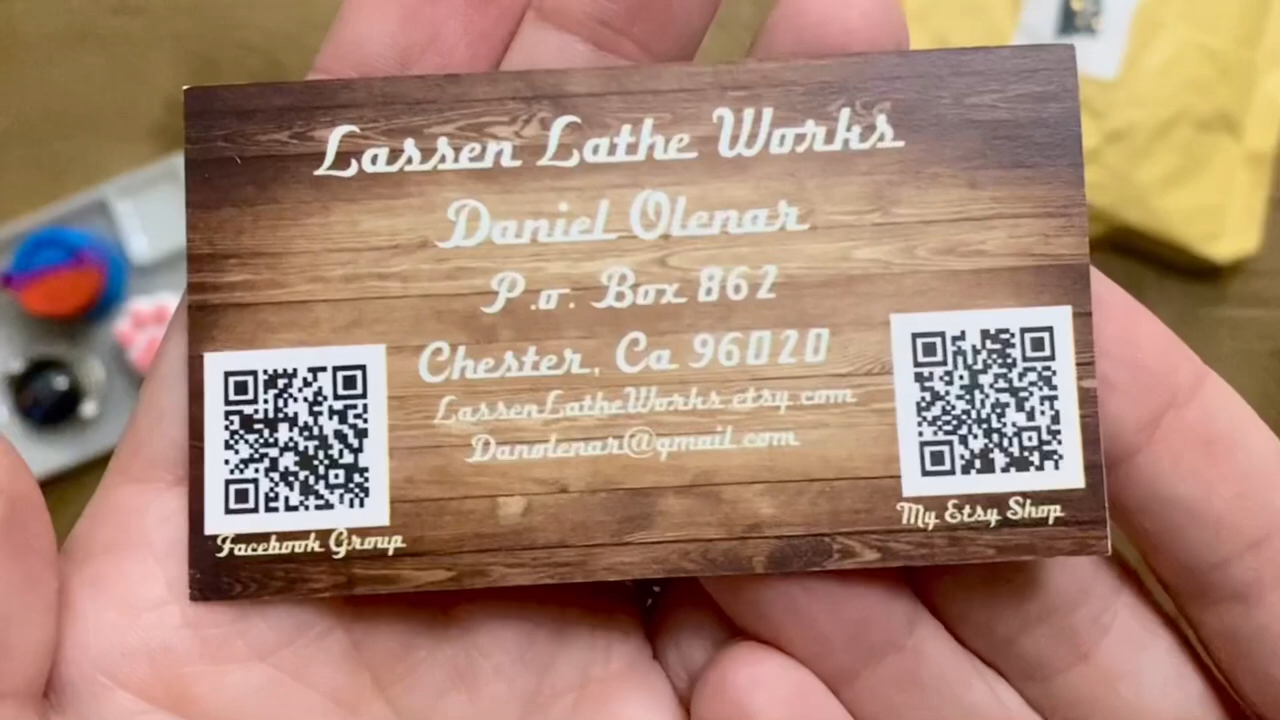 Lassen Lathe Works
Daniel Olenar
P.o. Box 862
Chester, Ca 96020
LassenLatheWorks.etsy.com
Danolenar@gmail.com
Facebook Group
My Etsy Shop